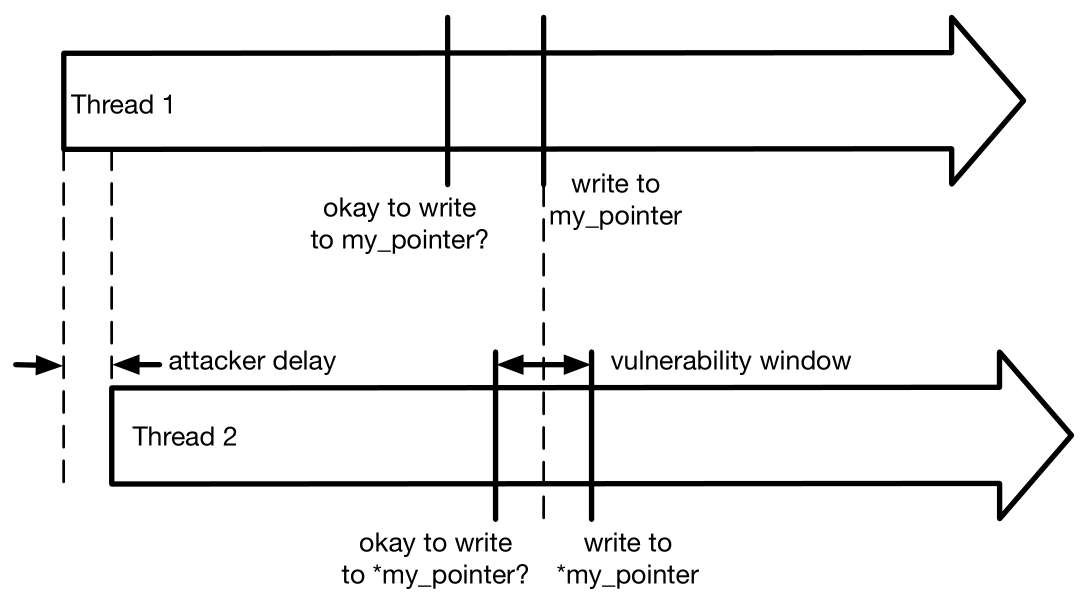 Thread 1
okay to write
to my_pointer?
write to
my_pointer
attacker delay
vulnerability window
Thread 2
okay to write
to *my_pointer?
write to
*my_pointer